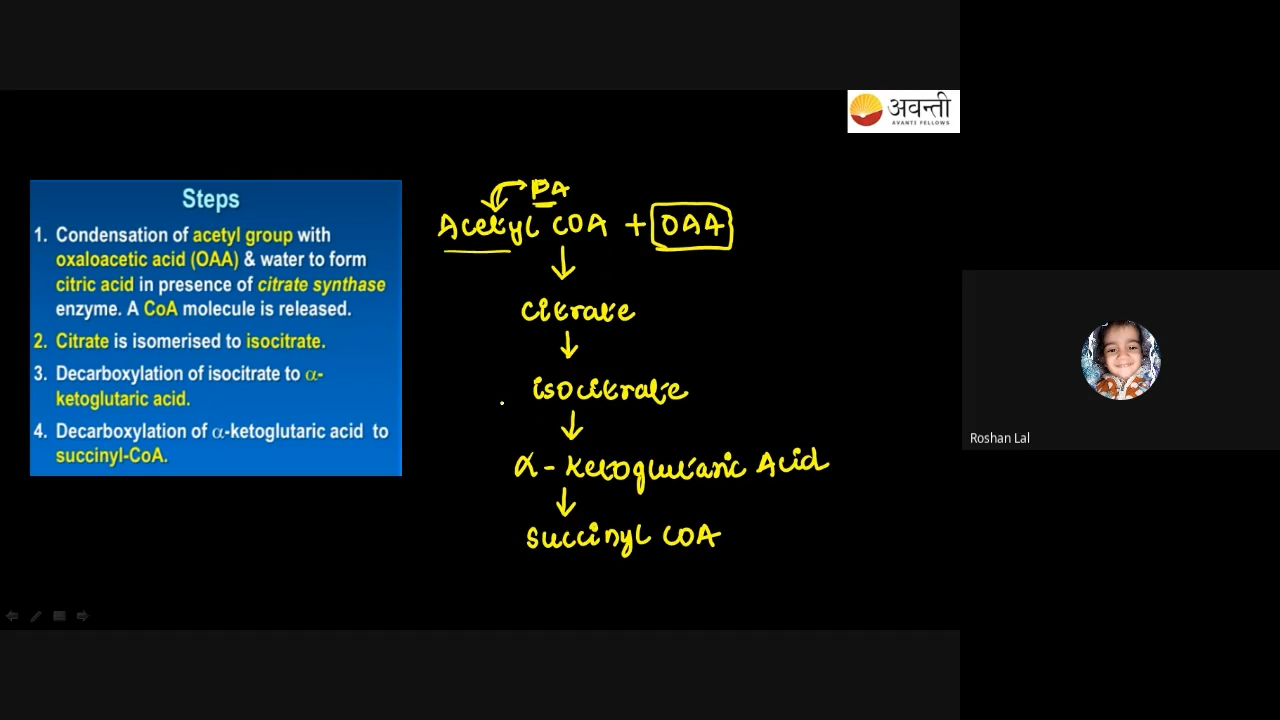 अवन्ती
AVANTI FELLOWS
Steps
1. Condensation of acetyl group with
oxaloacetic acid (OAA) & water to form
citric acid in presence of citrate synthase
enzyme. A CoA molecule is released.
2. Citrate is isomerised to isocitrate.
3. Decarboxylation of isocitrate to α-
ketoglutaric acid.
4. Decarboxylation of α-ketoglutaric acid to
succinyl-CoA.
PA
Acetyl COA + OAA
↓
Citrate
↓
isocitrate
↓
α - Ketoglutaric Acid
↓
Succinyl COA
Roshan Lal